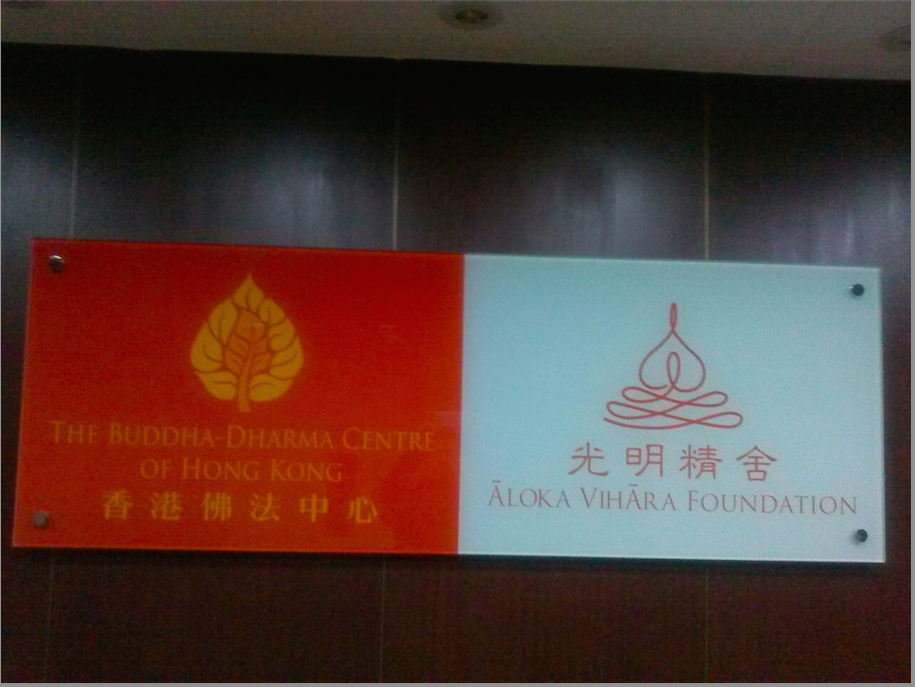 THE BUDDHA-DHARMA CENTRE
OF HONG KONG
香港佛法中心
光明精舍
ĀLOKA VIHĀRA FOUNDATION